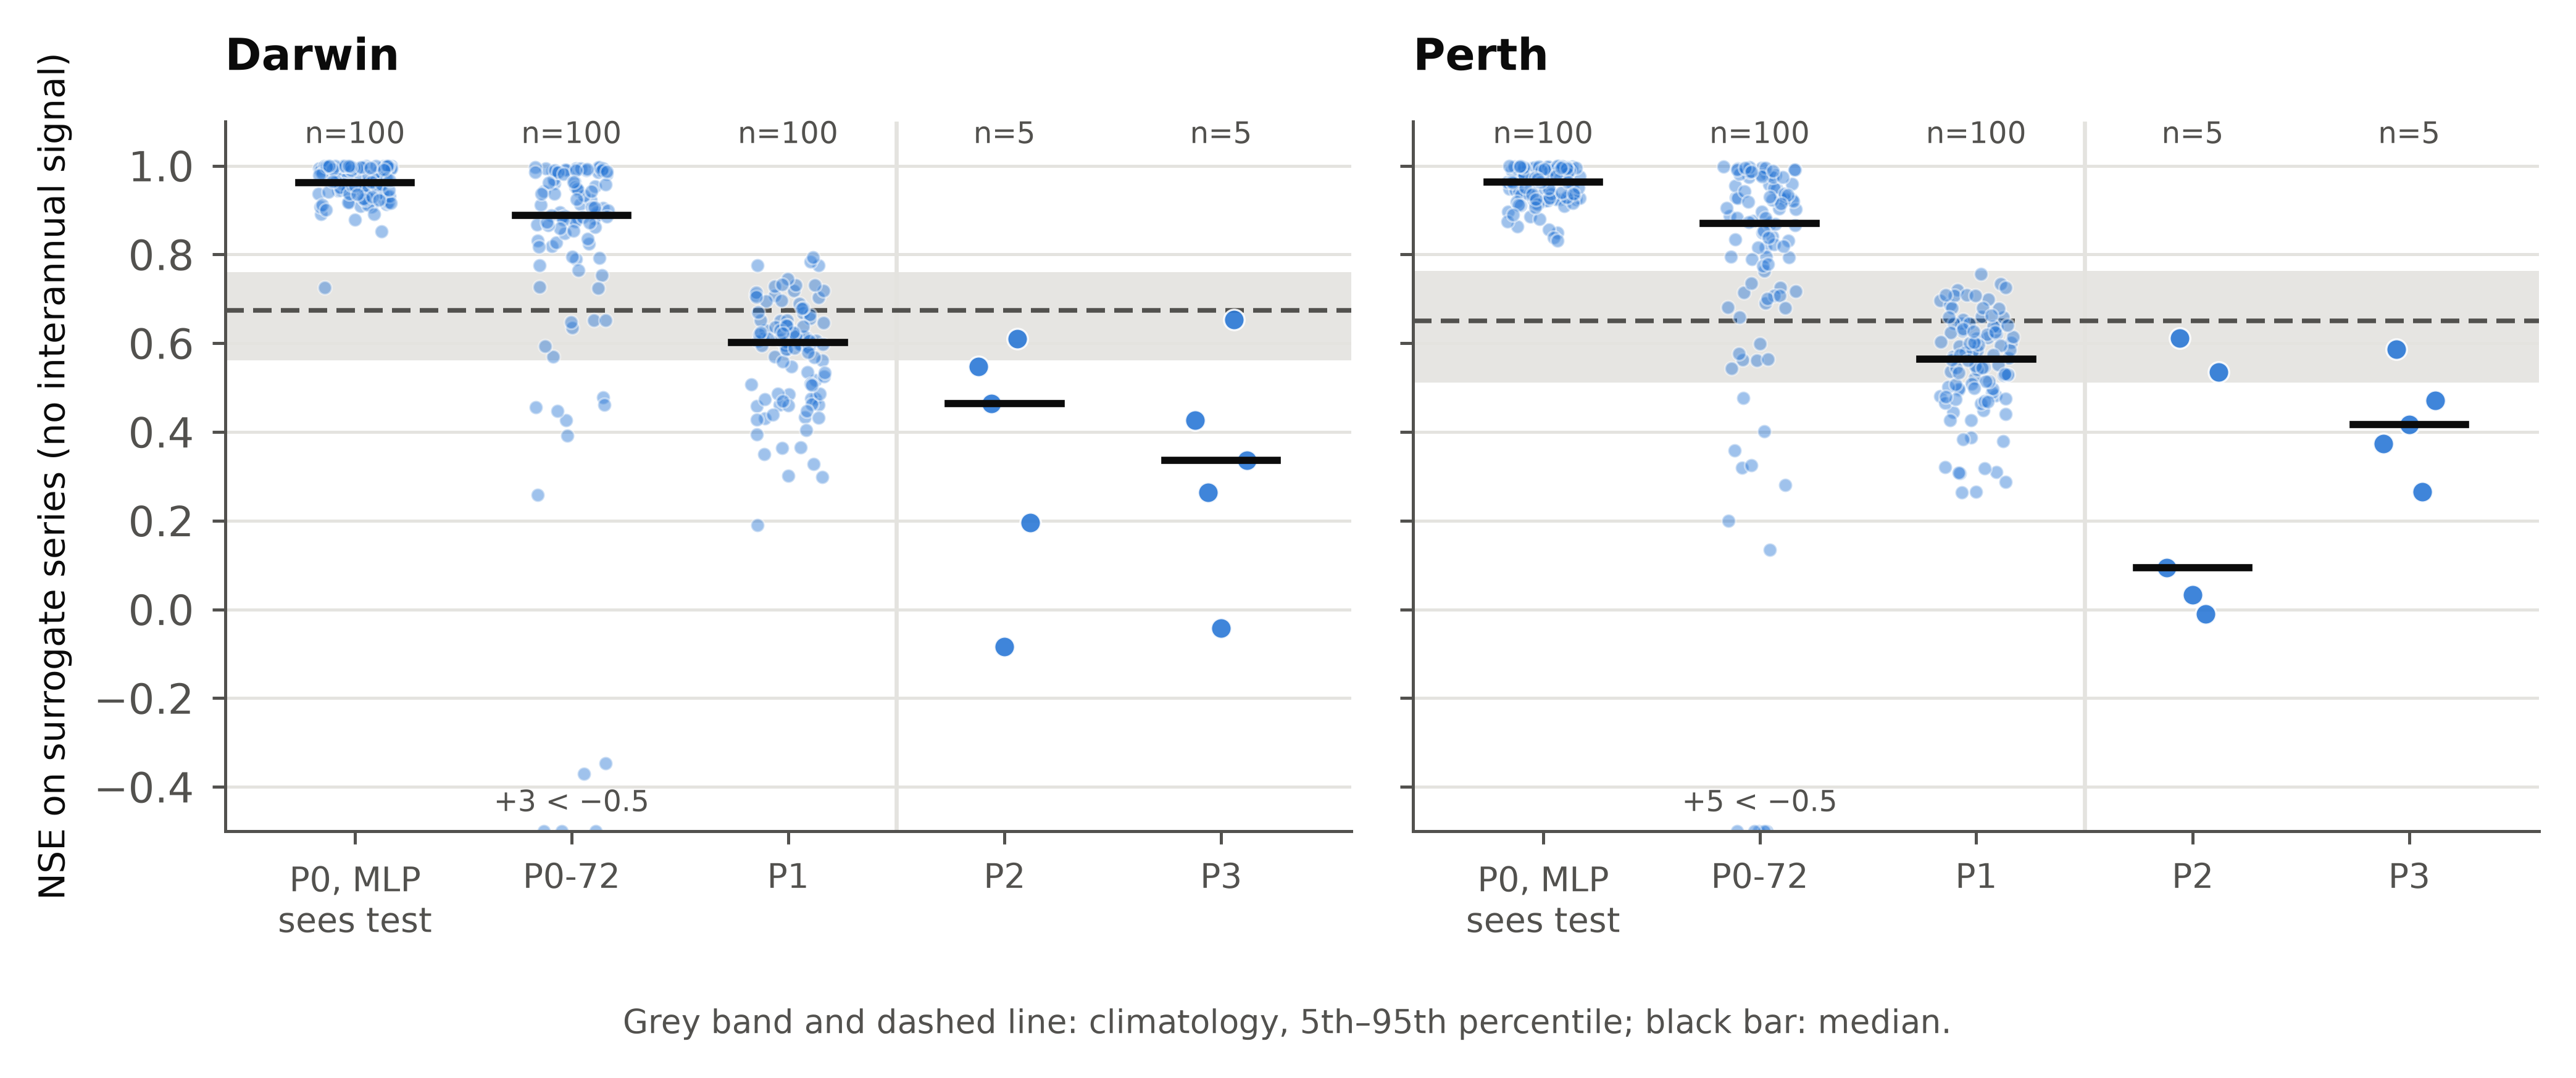 Darwin
Perth
NSE on surrogate series (no interannual signal)
n=100
n=100
n=100
n=5
n=5
n=100
n=100
n=100
n=5
n=5
1.0
0.8
0.6
0.4
0.2
0.0
−0.2
−0.4
+3 < −0.5
+5 < −0.5
P0, MLP
sees test
P0-72
P1
P2
P3
P0, MLP
sees test
P0-72
P1
P2
P3
Grey band and dashed line: climatology, 5th–95th percentile; black bar: median.